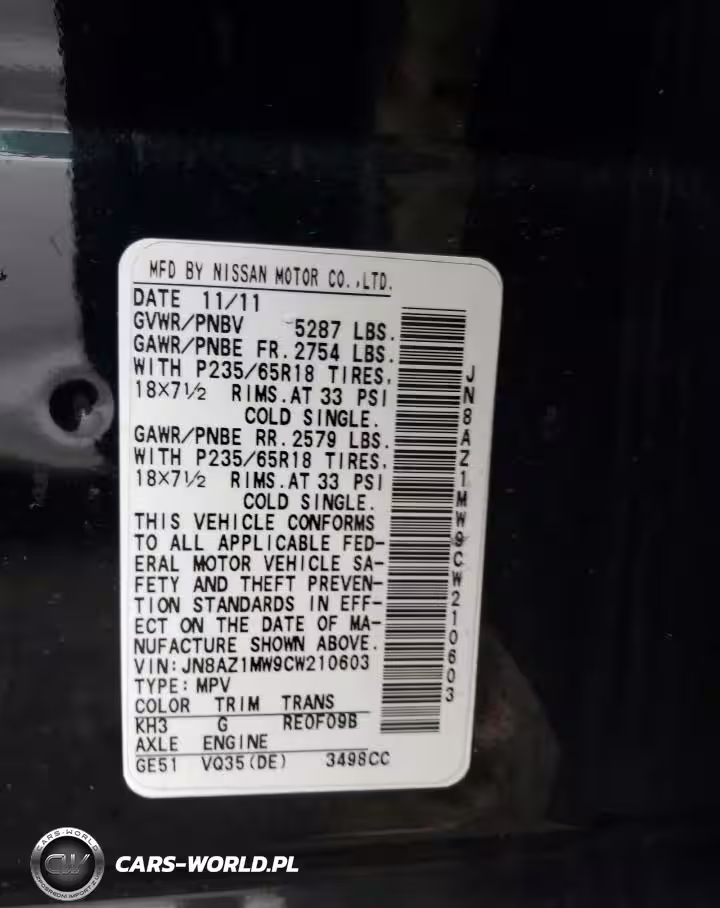 MFD BY NISSAN MOTOR CO.,LTD.
DATE 11/11
GVWR/PNBV 5287 LBS.
GAWR/PNBE FR. 2754 LBS.
WITH P235/65R18 TIRES,
18×7½ RIMS.AT 33 PSI
COLD SINGLE.
GAWR/PNBE RR. 2579 LBS.
WITH P235/65R18 TIRES,
18×7½ RIMS.AT 33 PSI
COLD SINGLE.
THIS VEHICLE CONFORMS
TO ALL APPLICABLE FED-
ERAL MOTOR VEHICLE SA-
FETY AND THEFT PREVEN-
TION STANDARDS IN EFF-
ECT ON THE DATE OF MA-
NUFACTURE SHOWN ABOVE.
VIN: JN8AZ1MW9CW210603
TYPE: MPV
COLOR TRIM TRANS
KH3 G RE0F09B
AXLE ENGINE
GE51 VQ35(DE) 3498CC
JN8AZ1MW9CW210603
CARS-WORLD
CW
CARS-WORLD.PL